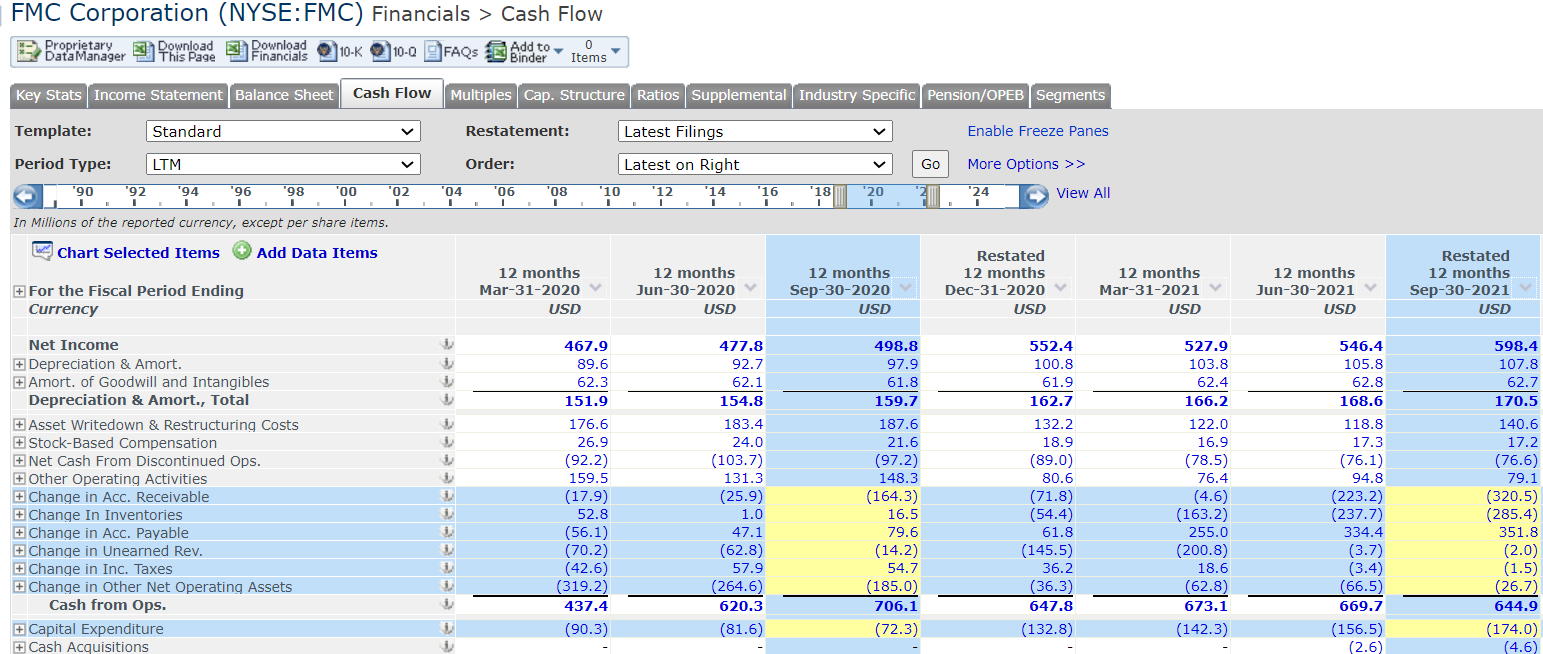 FMC Corporation (NYSE:FMC) Financials > Cash Flow
Proprietary Data Manager Download This Page Download Financials 10-K 10-Q FAQs Add to Binder 0 Items
Key Stats Income Statement Balance Sheet Cash Flow Multiples Cap. Structure Ratios Supplemental Industry Specific Pension/OPEB Segments
Template: Standard Restatement: Latest Filings Enable Freeze Panes
Period Type: LTM Order: Latest on Right Go More Options >>
'90 '92 '94 '96 '98 '00 '02 '04 '06 '08 '10 '12 '14 '16 '18 '20 '2 '24 View All
In Millions of the reported currency, except per share items.
Chart Selected Items Add Data Items
For the Fiscal Period Ending 12 months Mar-31-2020 12 months Jun-30-2020 12 months Sep-30-2020 Restated 12 months Dec-31-2020 12 months Mar-31-2021 12 months Jun-30-2021 Restated 12 months Sep-30-2021
Currency USD USD USD USD USD USD USD
Net Income 467.9 477.8 498.8 552.4 527.9 546.4 598.4
Depreciation & Amort. 89.6 92.7 97.9 100.8 103.8 105.8 107.8
Amort. of Goodwill and Intangibles 62.3 62.1 61.8 61.9 62.4 62.8 62.7
Depreciation & Amort., Total 151.9 154.8 159.7 162.7 166.2 168.6 170.5
Asset Writedown & Restructuring Costs 176.6 183.4 187.6 132.2 122.0 118.8 140.6
Stock-Based Compensation 26.9 24.0 21.6 18.9 16.9 17.3 17.2
Net Cash From Discontinued Ops. (92.2) (103.7) (97.2) (89.0) (78.5) (76.1) (76.6)
Other Operating Activities 159.5 131.3 148.3 80.6 76.4 94.8 79.1
Change in Acc. Receivable (17.9) (25.9) (164.3) (71.8) (4.6) (223.2) (320.5)
Change In Inventories 52.8 1.0 16.5 (54.4) (163.2) (237.7) (285.4)
Change in Acc. Payable (56.1) 47.1 79.6 61.8 255.0 334.4 351.8
Change in Unearned Rev. (70.2) (62.8) (14.2) (145.5) (200.8) (3.7) (2.0)
Change in Inc. Taxes (42.6) 57.9 54.7 36.2 18.6 (3.4) (1.5)
Change in Other Net Operating Assets (319.2) (264.6) (185.0) (36.3) (62.8) (66.5) (26.7)
Cash from Ops. 437.4 620.3 706.1 647.8 673.1 669.7 644.9
Capital Expenditure (90.3) (81.6) (72.3) (132.8) (142.3) (156.5) (174.0)
Cash Acquisitions - - - - - (2.6) (4.6)